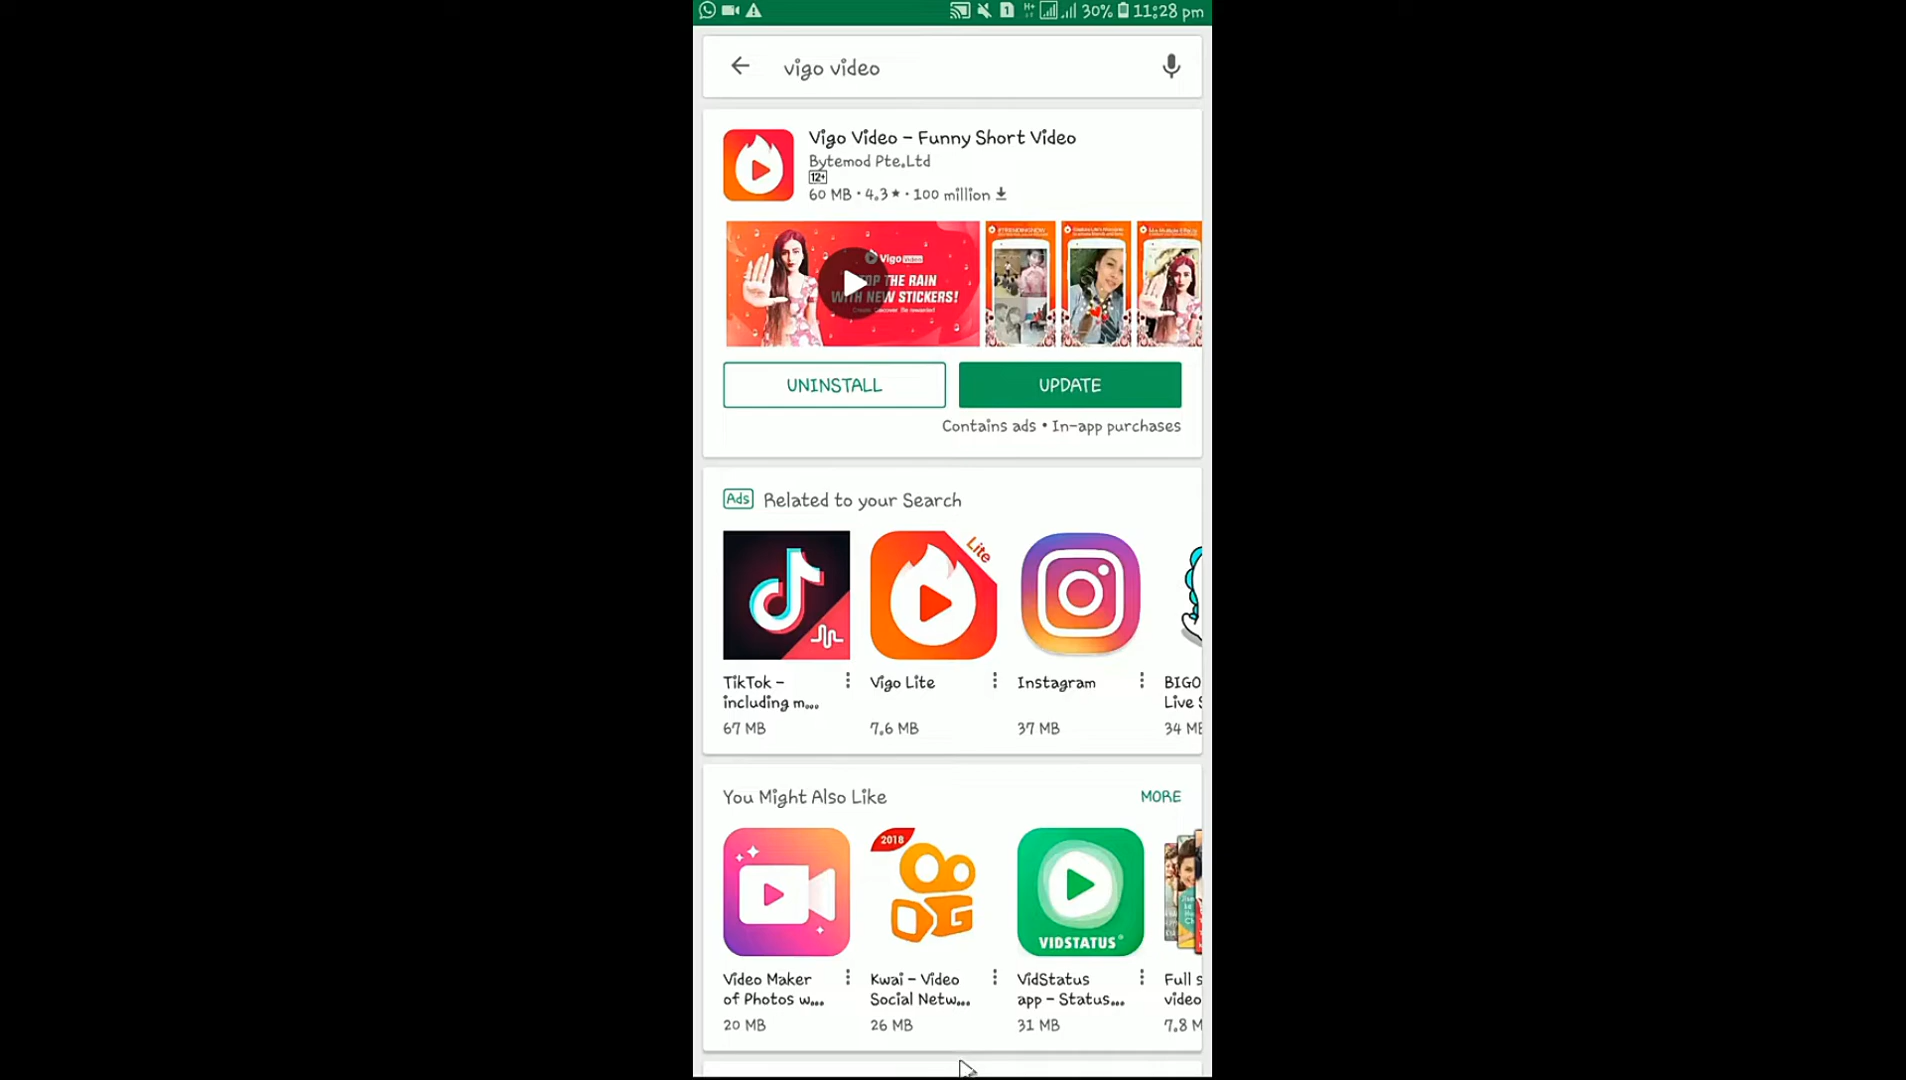 1 H+ 30% 11:28 pm
vigo video
Vigo Video – Funny Short Video
Bytemod Pte.Ltd
12+
60 MB • 4.3 ★ • 100 million
Vigo video
TOP THE RAIN
WITH NEW STICKERS!
#TRENDINGNOW
UNINSTALL
UPDATE
Contains ads • In-app purchases
Ads Related to your Search
Lite
TikTok –
including m...
67 MB
Vigo Lite
7.6 MB
Instagram
37 MB
BIGO
Live S
34 MB
You Might Also Like
MORE
2018
VIDSTATUS
Video Maker
of Photos w...
20 MB
Kwai – Video
Social Netw...
26 MB
VidStatus
app – Status...
31 MB
Full s
video
7.8 M